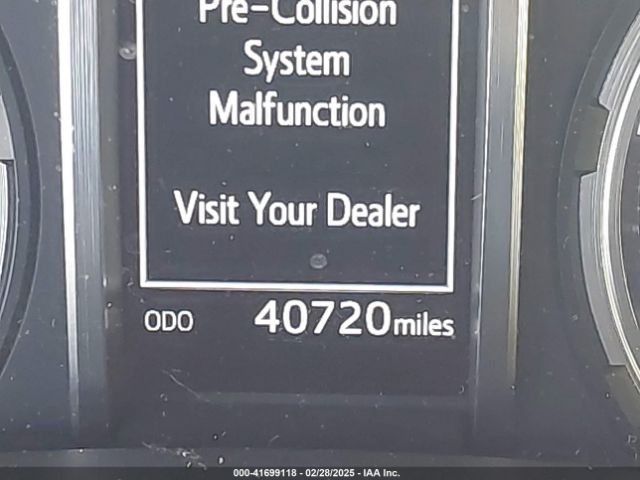 Pre-Collision
System
Malfunction
Visit Your Dealer
ODO 40720 miles
000-41699118 - 02/28/2025 - IAA Inc.